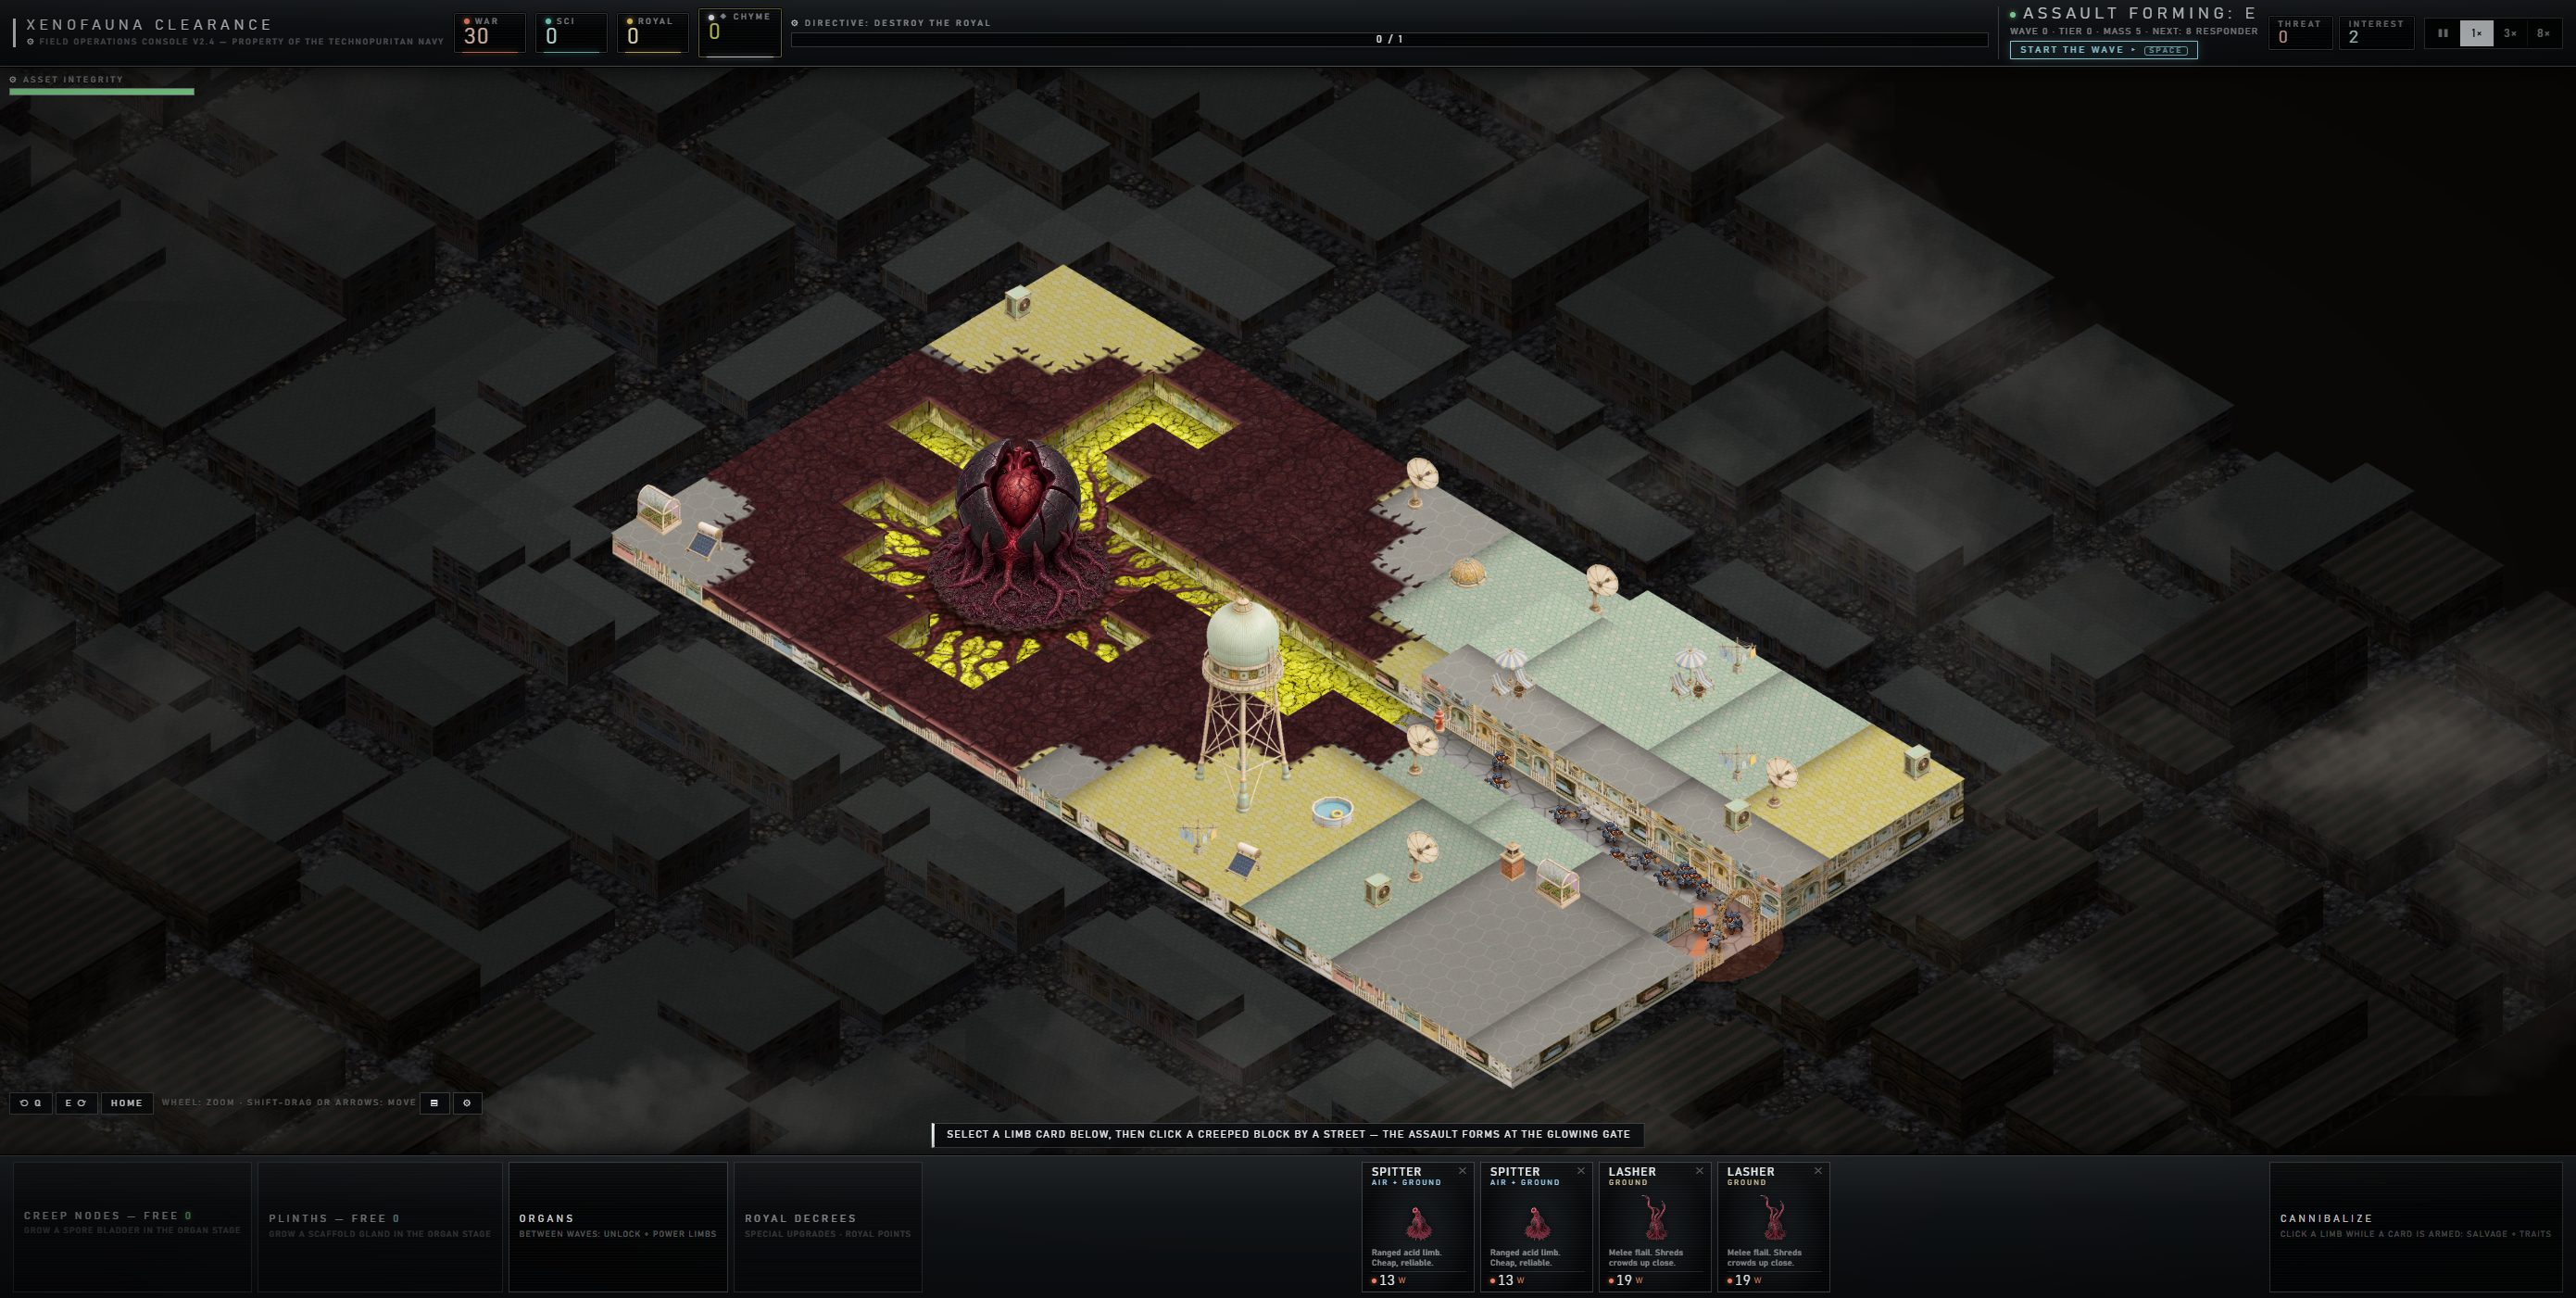 XENOFAUNA CLEARANCE
FIELD OPERATIONS CONSOLE V2.4 — PROPERTY OF THE TECHNOPURITAN NAVY
WAR
30
SCI
0
ROYAL
0
CHYME
0
DIRECTIVE: DESTROY THE ROYAL
0 / 1
ASSAULT FORMING: E
WAVE 0 · TIER 0 · MASS 5 · NEXT: 8 RESPONDER
START THE WAVE ▸ SPACE
THREAT
0
INTEREST
2
1×
3×
8×
ASSET INTEGRITY
Q
E
HOME
WHEEL: ZOOM · SHIFT-DRAG OR ARROWS: MOVE
SELECT A LIMB CARD BELOW, THEN CLICK A CREEPED BLOCK BY A STREET — THE ASSAULT FORMS AT THE GLOWING GATE
CREEP NODES — FREE 0
GROW A SPORE BLADDER IN THE ORGAN STAGE
PLINTHS — FREE 0
GROW A SCAFFOLD GLAND IN THE ORGAN STAGE
ORGANS
BETWEEN WAVES: UNLOCK + POWER LIMBS
ROYAL DECREES
SPECIAL UPGRADES · ROYAL POINTS
SPITTER
AIR + GROUND
Ranged acid limb.
Cheap, reliable.
13 W
SPITTER
AIR + GROUND
Ranged acid limb.
Cheap, reliable.
13 W
LASHER
GROUND
Melee flail. Shreds
crowds up close.
19 W
LASHER
GROUND
Melee flail. Shreds
crowds up close.
19 W
CANNIBALIZE
CLICK A LIMB WHILE A CARD IS ARMED: SALVAGE + TRAITS